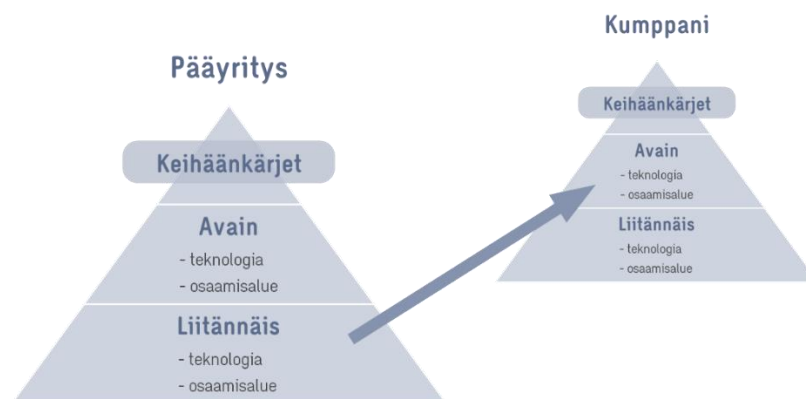 Pääyritys
Keihäänkärjet
Avain
- teknologia
- osaamisalue
Liitännäis
- teknologia
- osaamisalue
Kumppani
Keihäänkärjet
Avain
- teknologia
- osaamisalue
Liitännäis
- teknologia
- osaamisalue